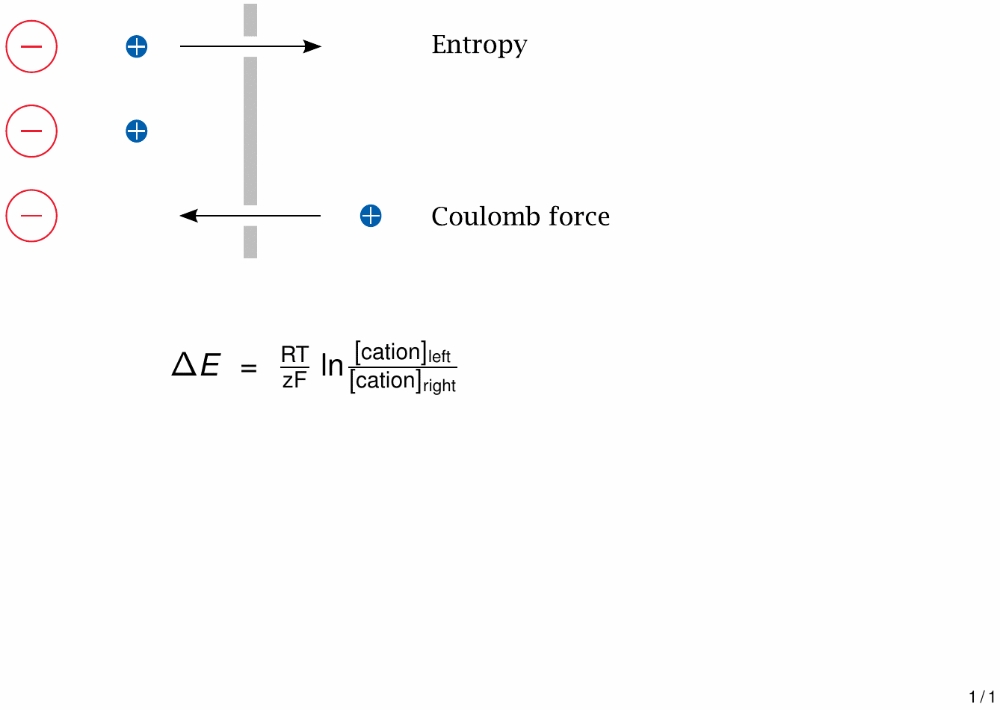 Entropy
Coulomb force
ΔE = RT/zF ln [cation]left/[cation]right
1 / 1